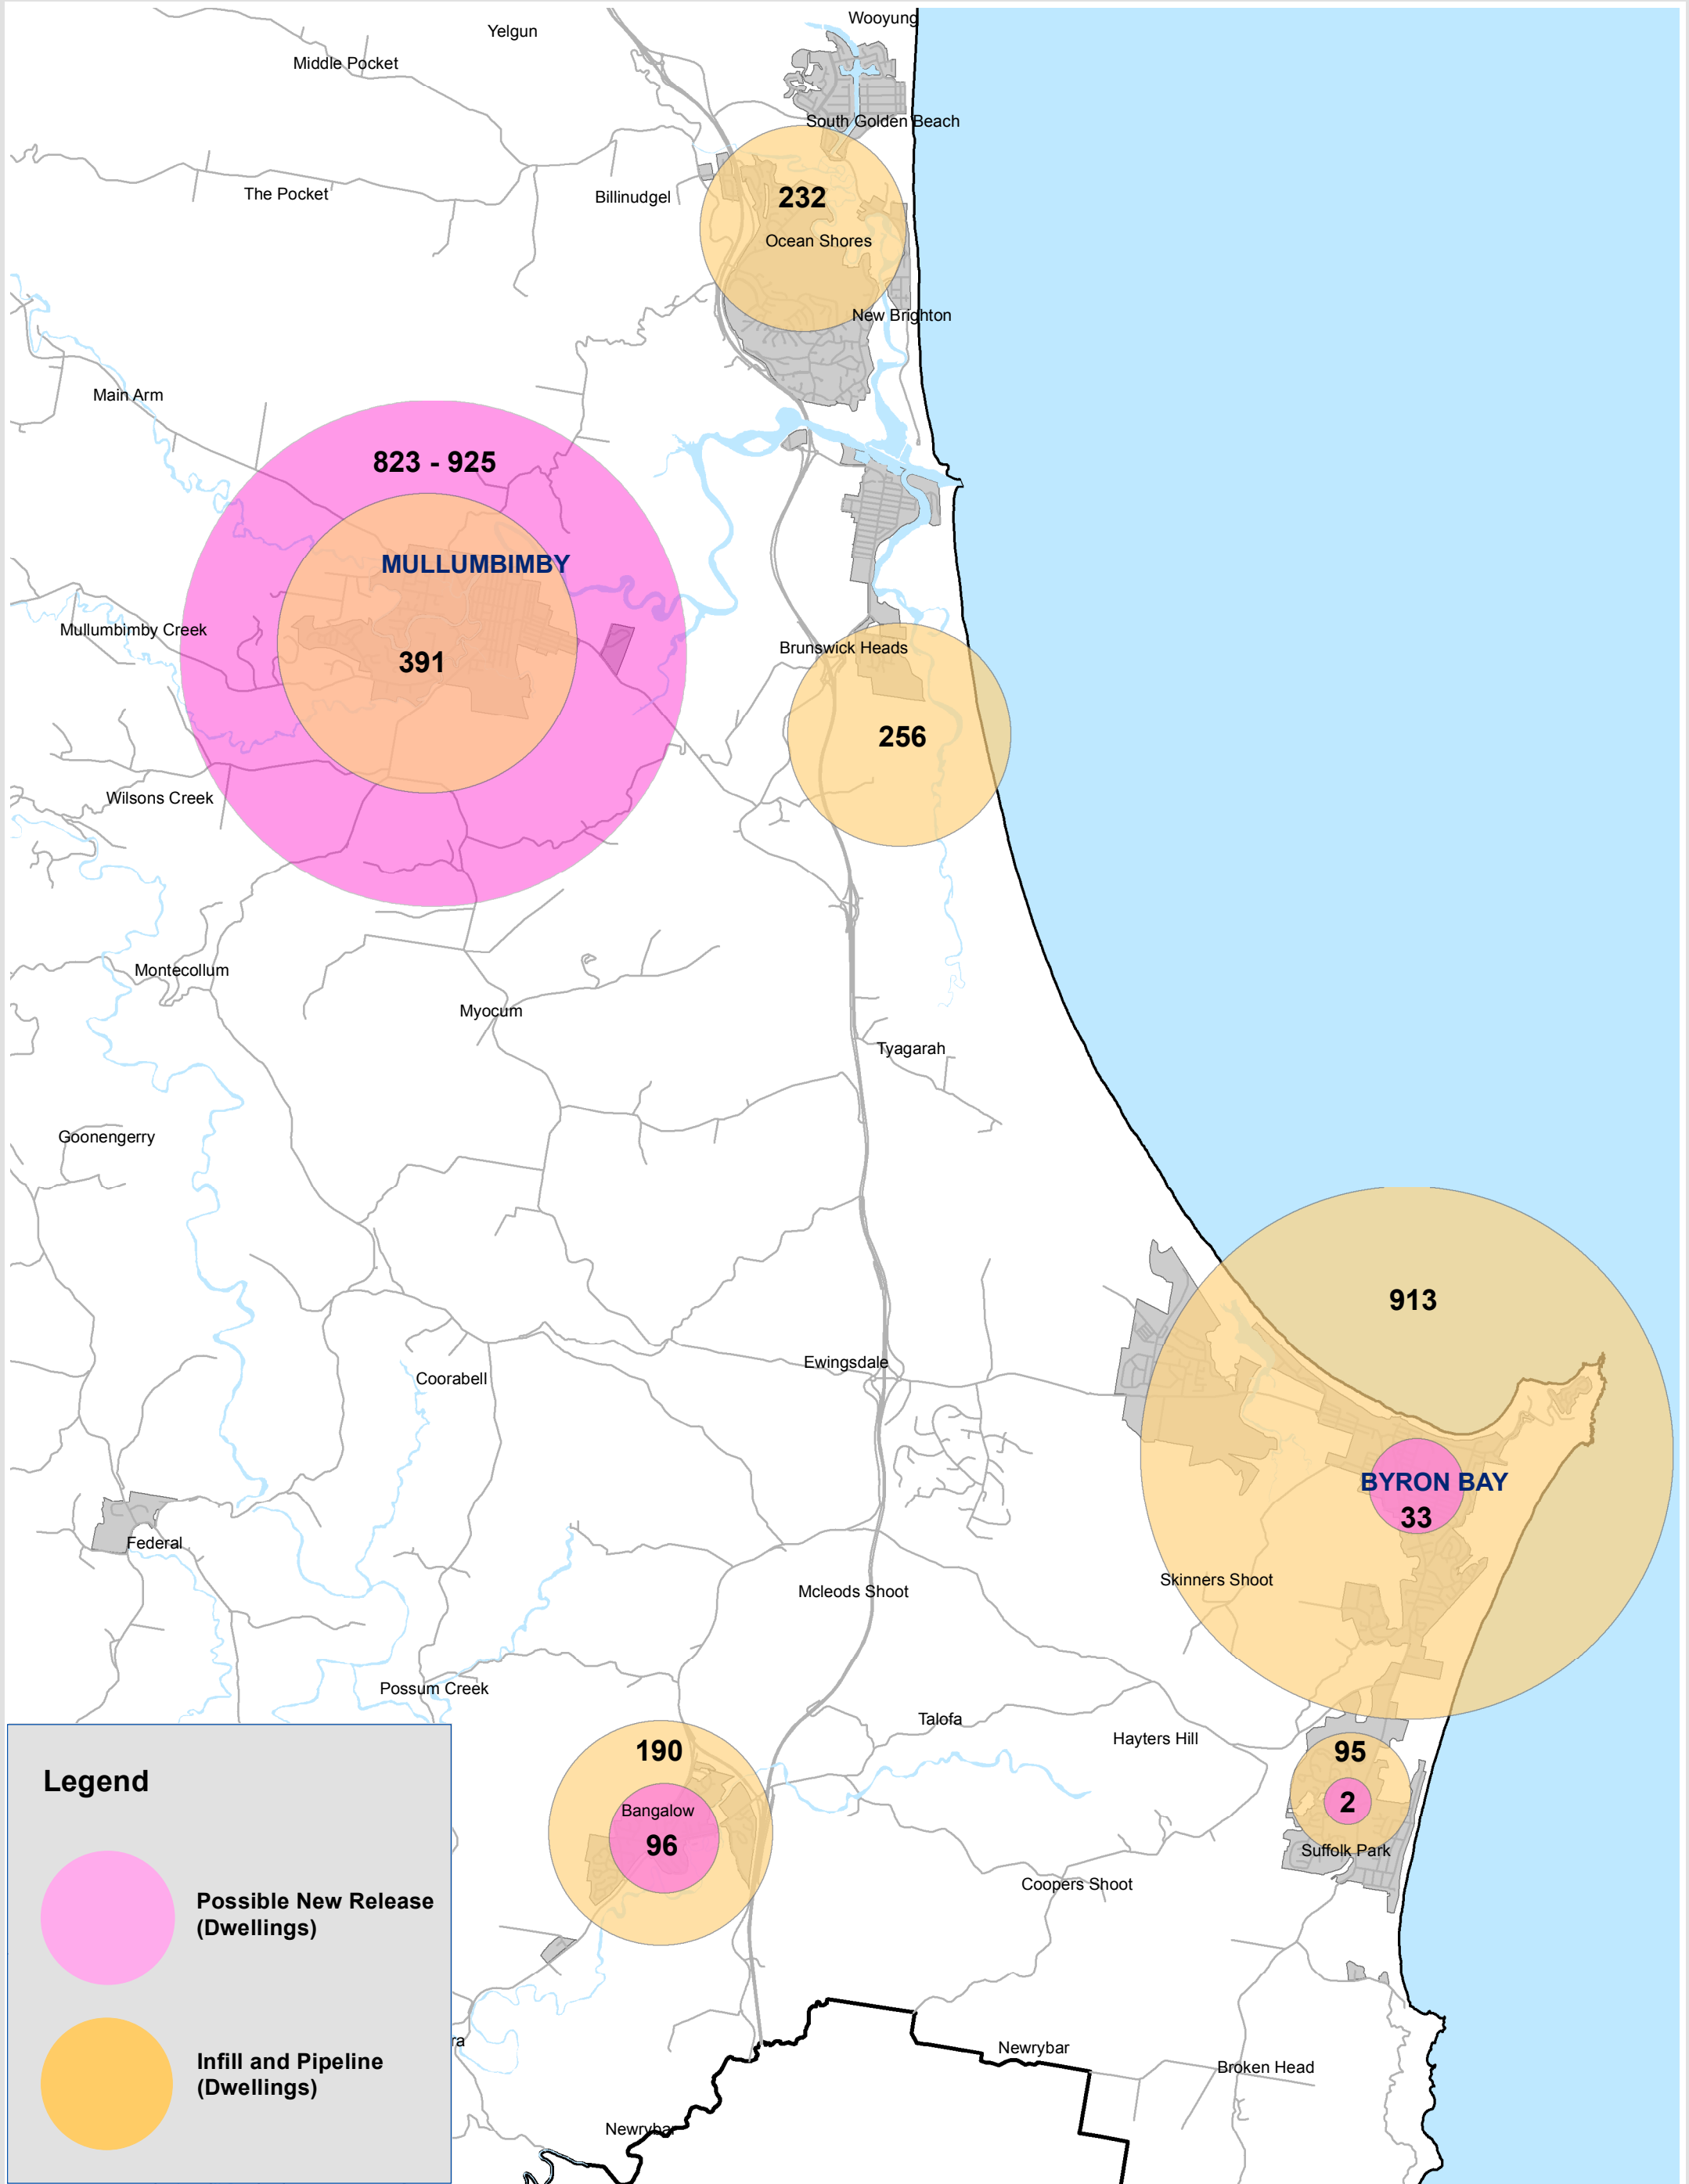 Wooyung
Yelgun
Middle Pocket
South Golden Beach
The Pocket
Billinudgel
232
Ocean Shores
New Brighton
Main Arm
823 - 925
MULLUMBIMBY
Mullumbimby Creek
391
Brunswick Heads
256
Wilsons Creek
Montecollum
Myocum
Tyagarah
Goonengerry
913
Ewingsdale
Coorabell
BYRON BAY
33
Federal
Skinners Shoot
Mcleods Shoot
Possum Creek
Talofa
Hayters Hill
190
95
Bangalow
96
2
Suffolk Park
Coopers Shoot
Newrybar
Broken Head
Newrybar
ra
Legend
Possible New Release
(Dwellings)
Infill and Pipeline
(Dwellings)